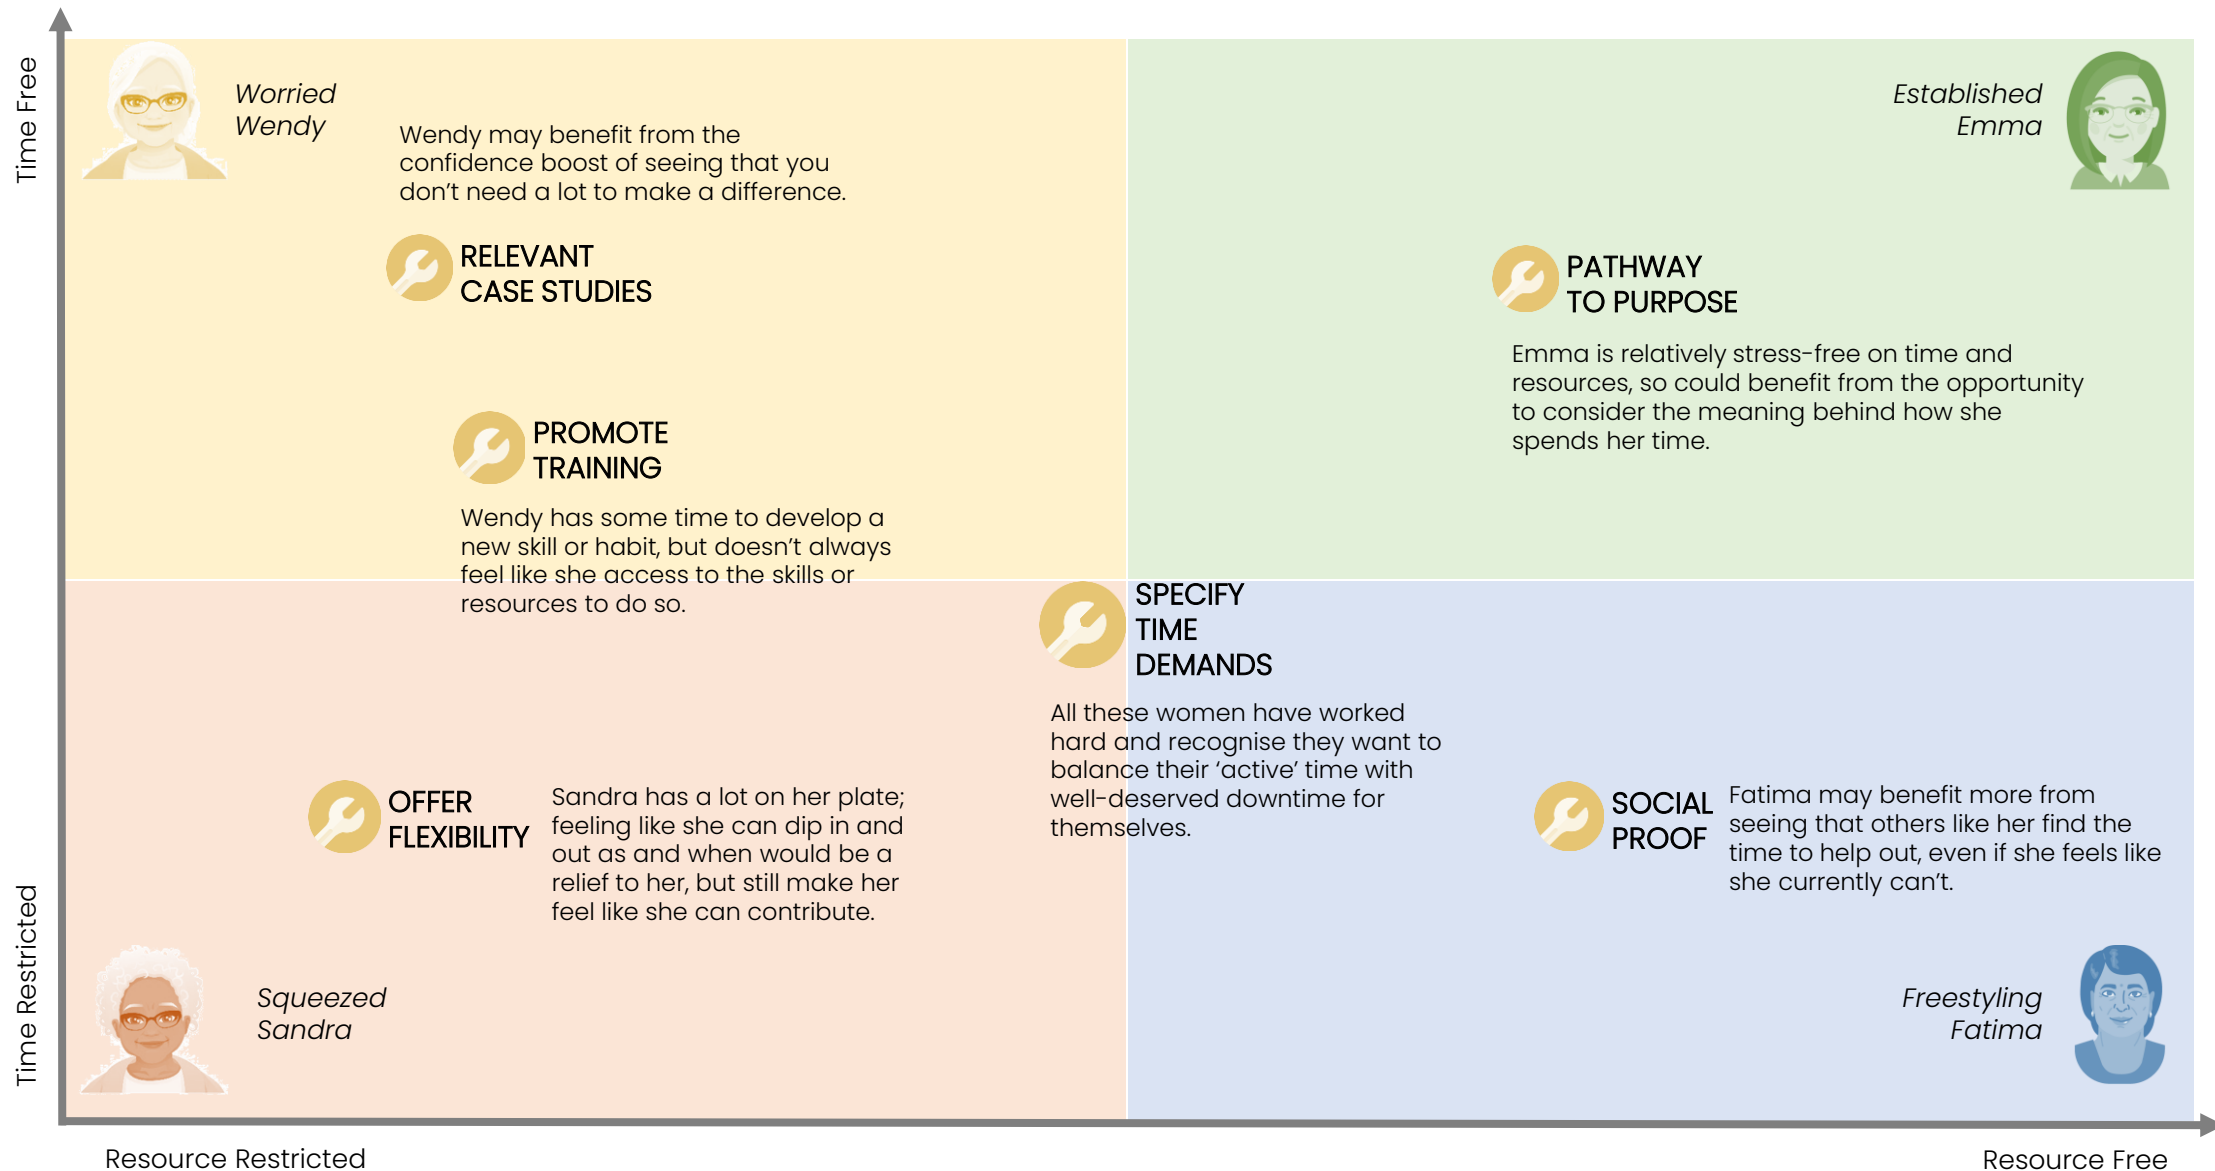 Time Free
Worried
Wendy
Wendy may benefit from the
confidence boost of seeing that you
don't need a lot to make a difference.
RELEVANT
CASE STUDIES
PROMOTE
TRAINING
Wendy has some time to develop a
new skill or habit, but doesn't always
feel like she access to the skills or
resources to do so.
Established
Emma
PATHWAY
TO PURPOSE
Emma is relatively stress-free on time and
resources, so could benefit from the opportunity
to consider the meaning behind how she
spends her time.
SPECIFY
TIME
DEMANDS
All these women have worked
hard and recognise they want to
balance their 'active' time with
well-deserved downtime for
themselves.
Time Restricted
OFFER
FLEXIBILITY
Sandra has a lot on her plate;
feeling like she can dip in and
out as and when would be a
relief to her, but still make her
feel like she can contribute.
Squeezed
Sandra
SOCIAL
PROOF
Fatima may benefit more from
seeing that others like her find the
time to help out, even if she feels like
she currently can't.
Freestyling
Fatima
Resource Restricted
Resource Free